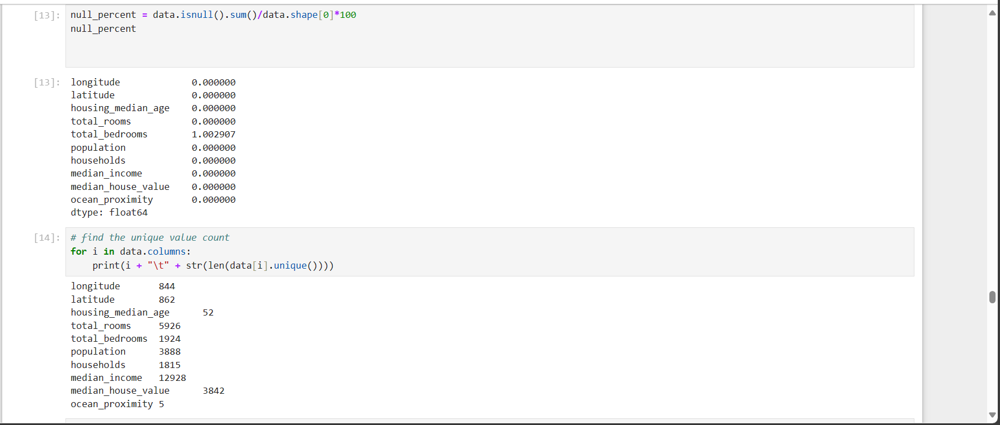 [13]: null_percent = data.isnull().sum()/data.shape[0]*100
null_percent
[13]: longitude 0.000000
latitude 0.000000
housing_median_age 0.000000
total_rooms 0.000000
total_bedrooms 1.002907
population 0.000000
households 0.000000
median_income 0.000000
median_house_value 0.000000
ocean_proximity 0.000000
dtype: float64
[14]: # find the unique value count
for i in data.columns:
    print(i + "\t" + str(len(data[i].unique())))
longitude 844
latitude 862
housing_median_age 52
total_rooms 5926
total_bedrooms 1924
population 3888
households 1815
median_income 12928
median_house_value 3842
ocean_proximity 5